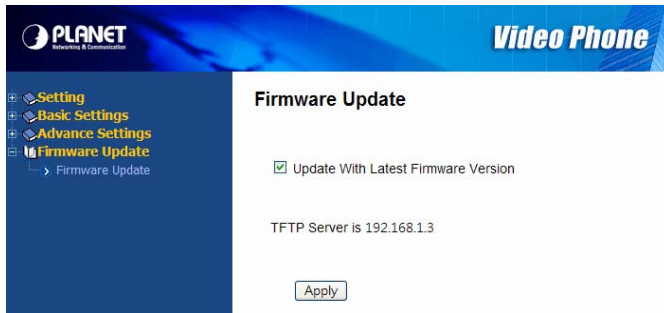 PLANET
Networking & Communication
Video Phone
Setting
Basic Settings
Advance Settings
Firmware Update
Firmware Update
Firmware Update
Update With Latest Firmware Version
TFTP Server is 192.168.1.3
Apply